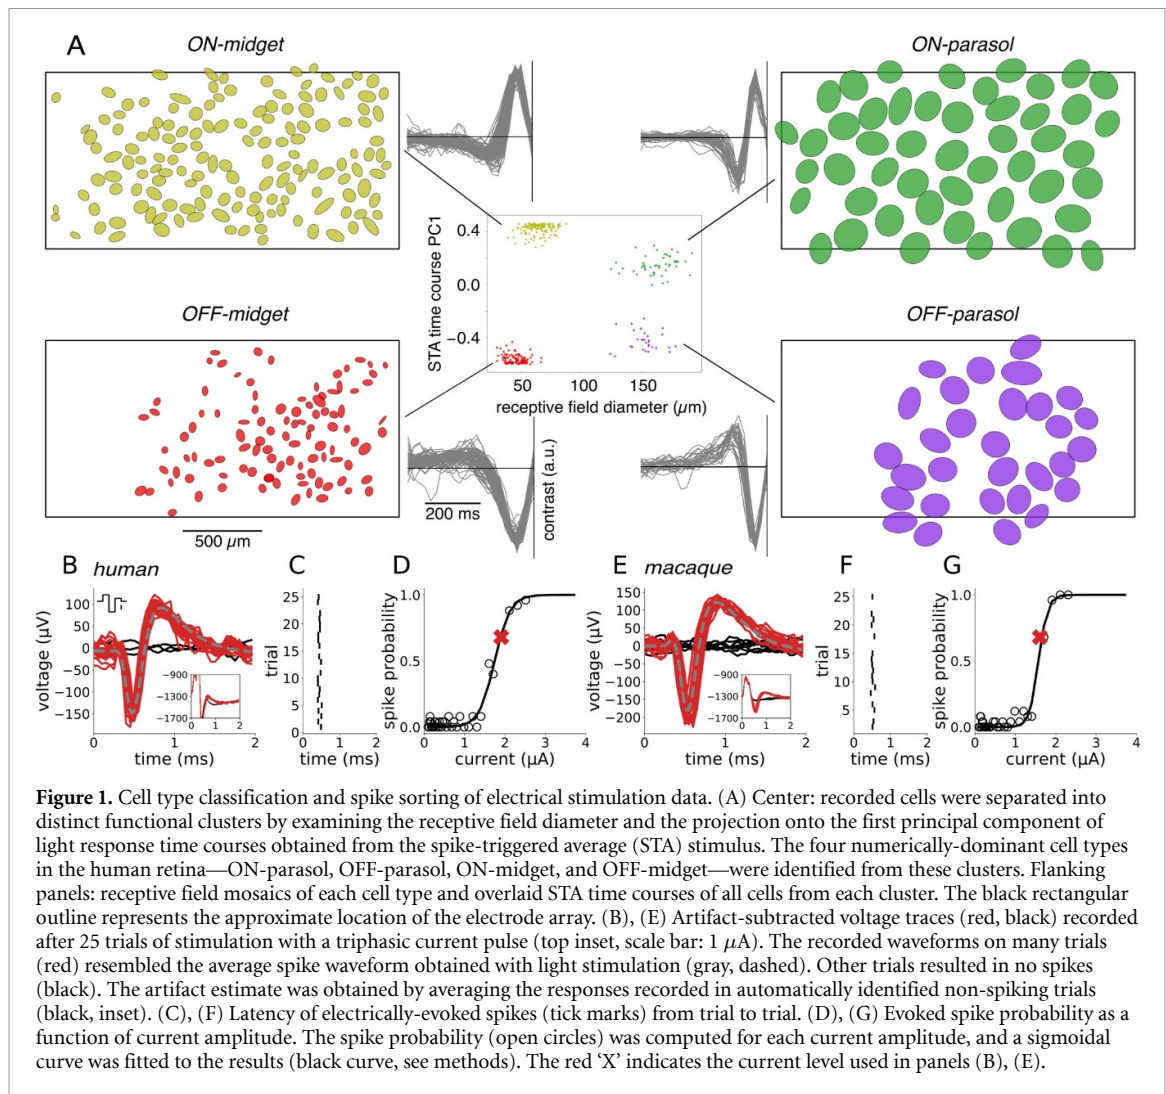 A
ON-midget
ON-parasol
STA time course PC1
0.4
0.0
−0.4
50
100
150
receptive field diameter (μm)
OFF-midget
OFF-parasol
200 ms
contrast (a.u.)
500 μm
B
human
voltage (μV)
100
50
0
−50
−100
−150
−900
−1300
−1700
0
1
2
0
1
2
time (ms)
C
trial
25
20
15
10
5
0
0
1
2
time (ms)
D
spike probability
1.0
0.5
0.0
0
1
2
3
4
current (μA)
E
macaque
voltage (μV)
150
100
50
0
−50
−100
−150
−200
−900
−1300
−1700
0
1
2
0
1
2
time (ms)
F
trial
25
20
15
10
5
0
1
2
time (ms)
G
spike probability
1.0
0.5
0.0
0
1
2
3
4
current (μA)
Figure 1. Cell type classification and spike sorting of electrical stimulation data. (A) Center: recorded cells were separated into
distinct functional clusters by examining the receptive field diameter and the projection onto the first principal component of
light response time courses obtained from the spike-triggered average (STA) stimulus. The four numerically-dominant cell types
in the human retina—ON-parasol, OFF-parasol, ON-midget, and OFF-midget—were identified from these clusters. Flanking
panels: receptive field mosaics of each cell type and overlaid STA time courses of all cells from each cluster. The black rectangular
outline represents the approximate location of the electrode array. (B), (E) Artifact-subtracted voltage traces (red, black) recorded
after 25 trials of stimulation with a triphasic current pulse (top inset, scale bar: 1 μA). The recorded waveforms on many trials
(red) resembled the average spike waveform obtained with light stimulation (gray, dashed). Other trials resulted in no spikes
(black). The artifact estimate was obtained by averaging the responses recorded in automatically identified non-spiking trials
(black, inset). (C), (F) Latency of electrically-evoked spikes (tick marks) from trial to trial. (D), (G) Evoked spike probability as a
function of current amplitude. The spike probability (open circles) was computed for each current amplitude, and a sigmoidal
curve was fitted to the results (black curve, see methods). The red ‘X’ indicates the current level used in panels (B), (E).